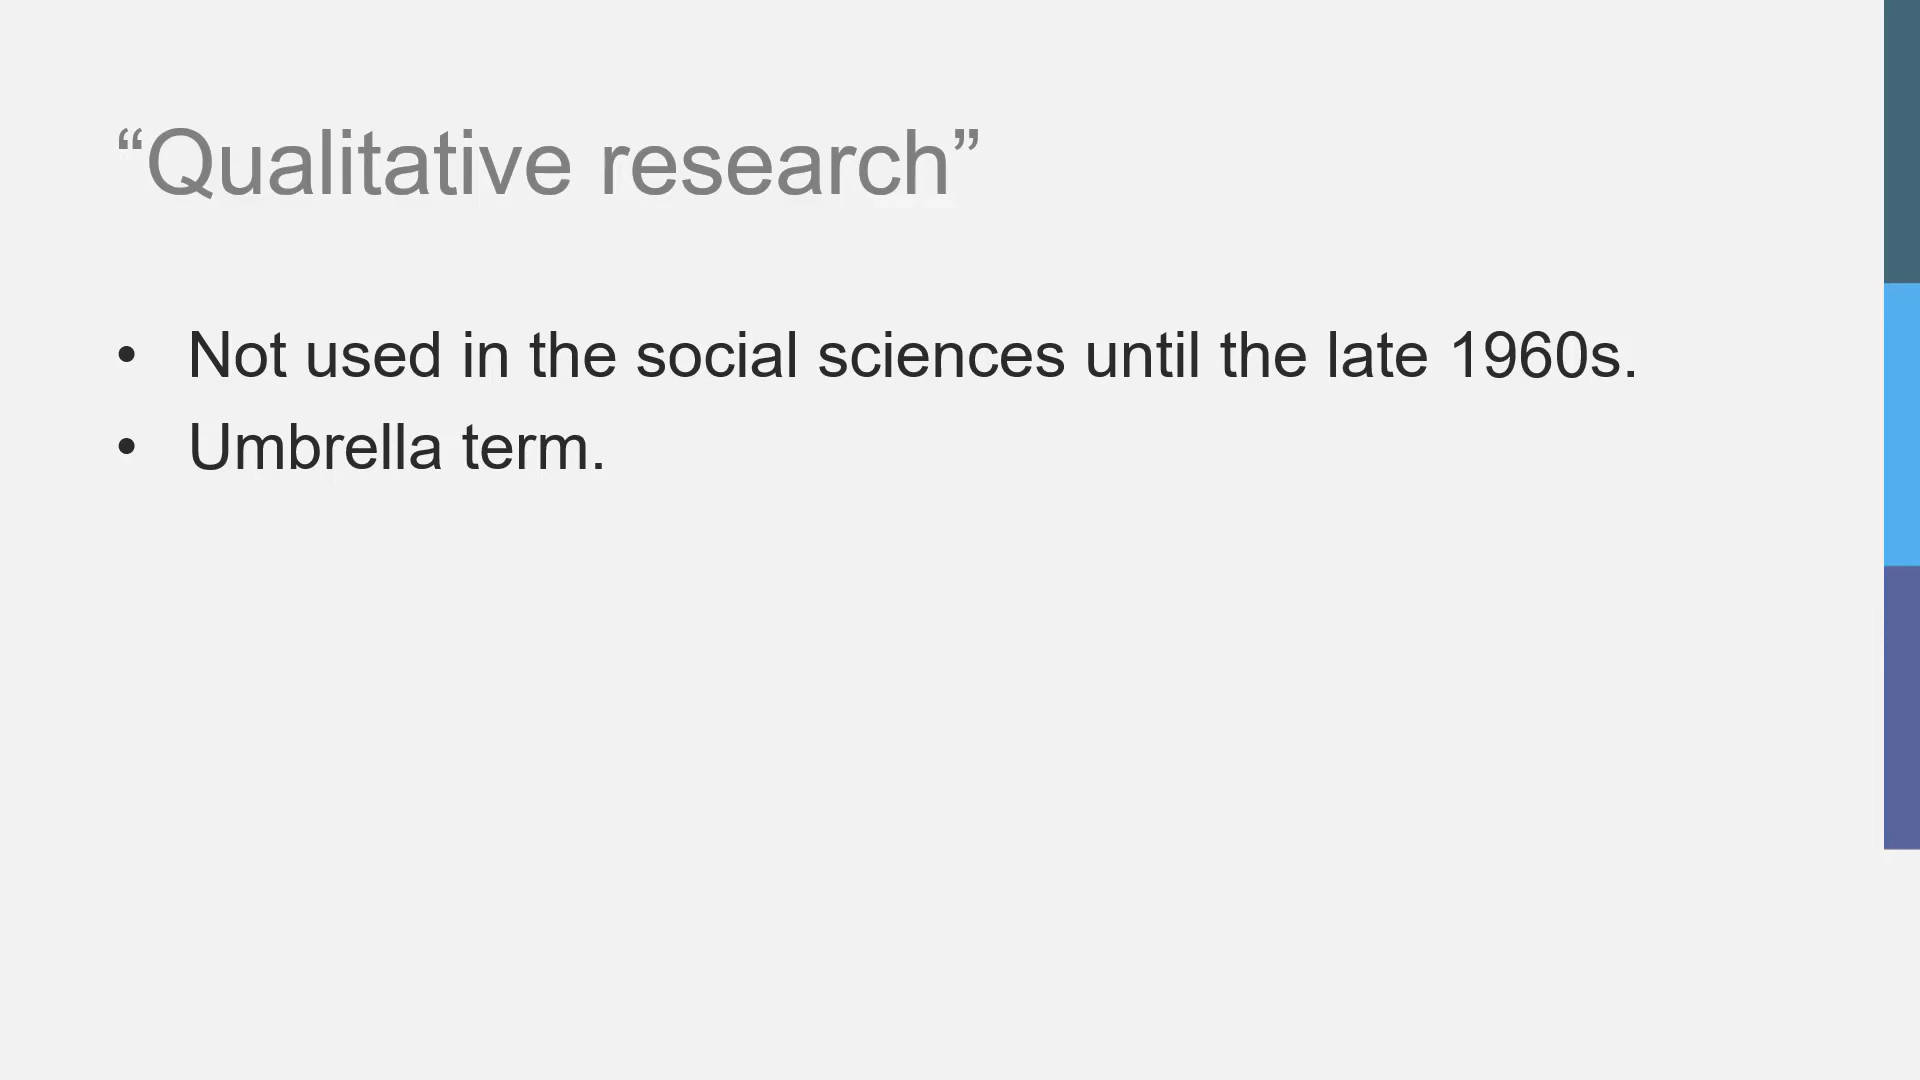 “Qualitative research”
• Not used in the social sciences until the late 1960s.
• Umbrella term.